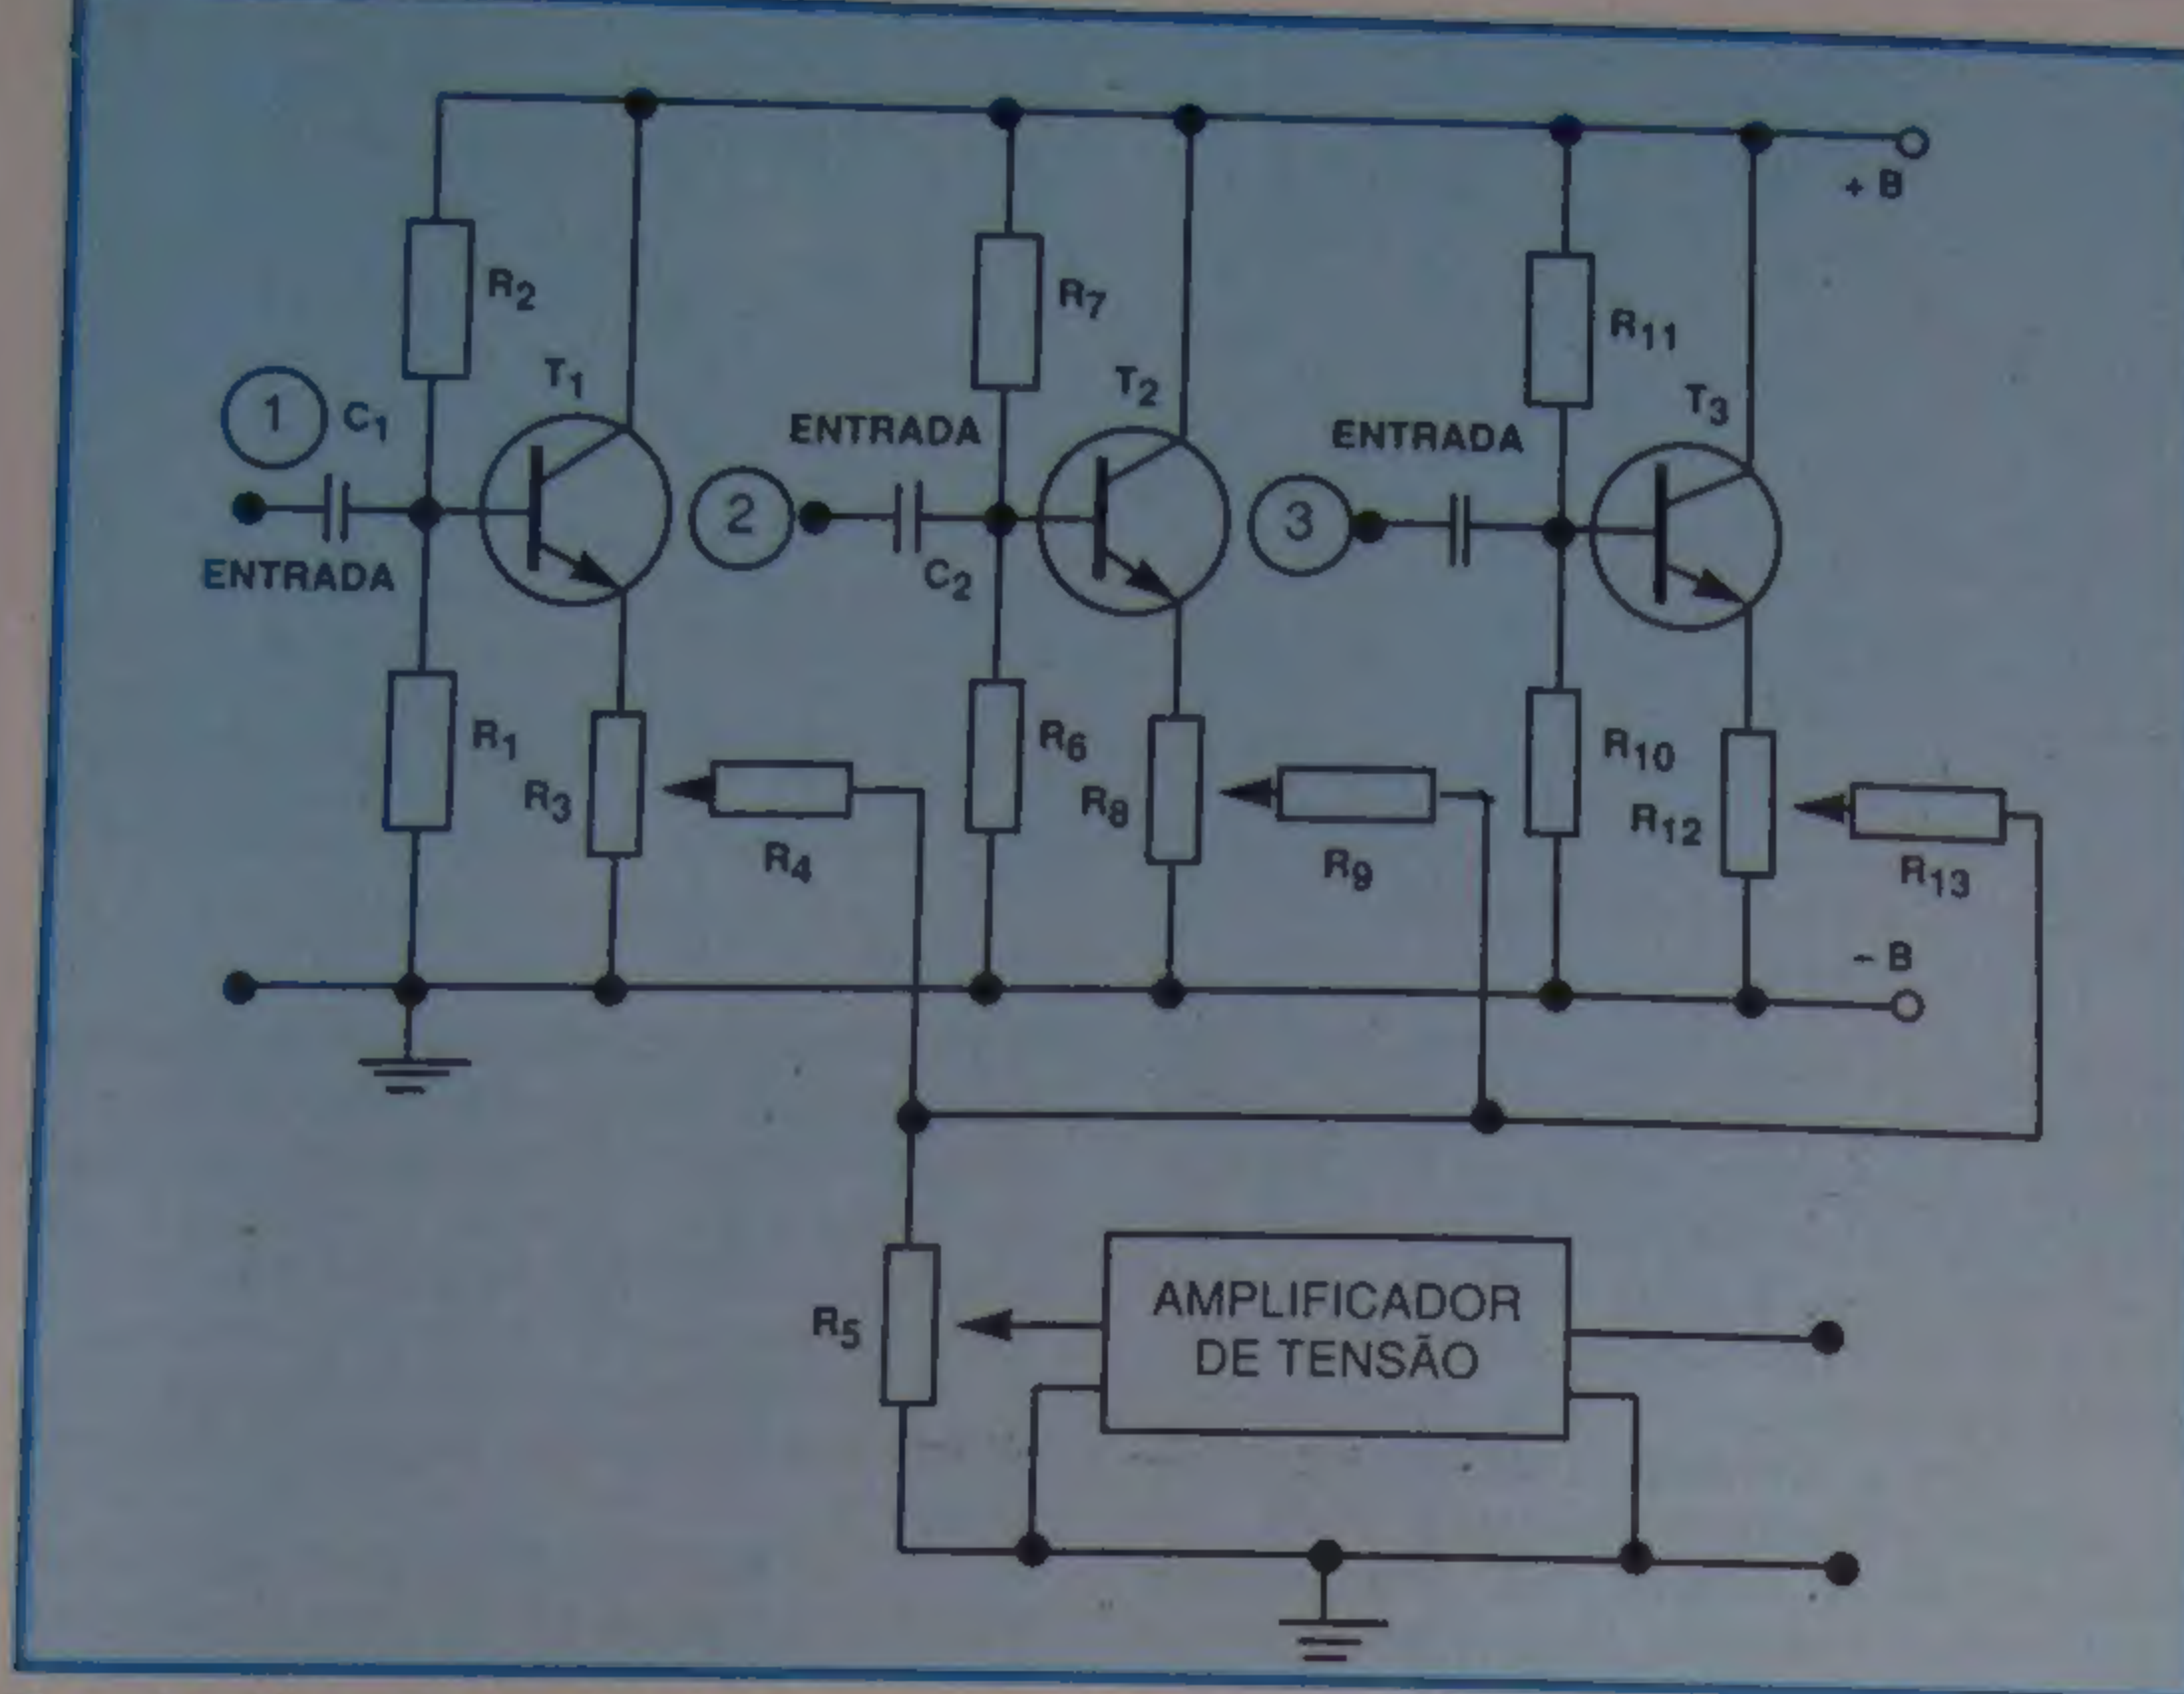 + B
R2
R7
R11
T1
T2
T3
1
C1
ENTRADA
ENTRADA
2
3
ENTRADA
C2
R1
R3
R4
R6
R8
R9
R10
R12
R13
– B
R5
AMPLIFICADOR
DE TENSÃO